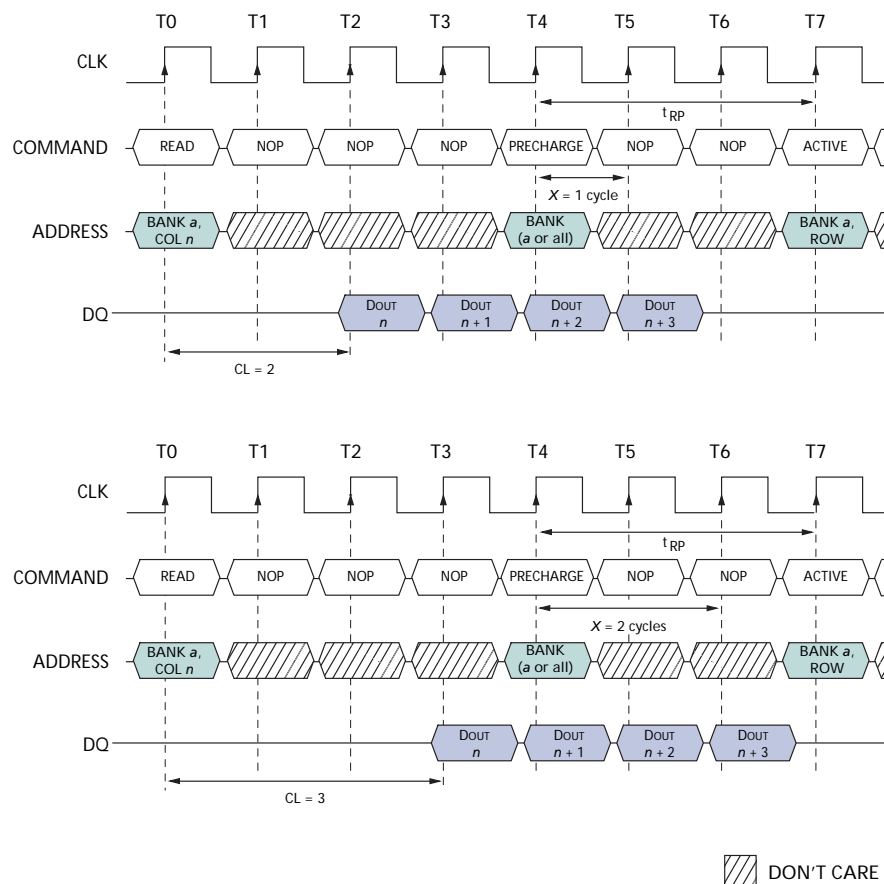 T0 T1 T2 T3 T4 T5 T6 T7
CLK
t RP
COMMAND READ NOP NOP NOP PRECHARGE NOP NOP ACTIVE
X = 1 cycle
ADDRESS BANK a, COL n BANK (a or all) BANK a, ROW
DQ DOUT n DOUT n + 1 DOUT n + 2 DOUT n + 3
CL = 2
T0 T1 T2 T3 T4 T5 T6 T7
CLK
t RP
COMMAND READ NOP NOP NOP PRECHARGE NOP NOP ACTIVE
X = 2 cycles
ADDRESS BANK a, COL n BANK (a or all) BANK a, ROW
DQ DOUT n DOUT n + 1 DOUT n + 2 DOUT n + 3
CL = 3
DON'T CARE